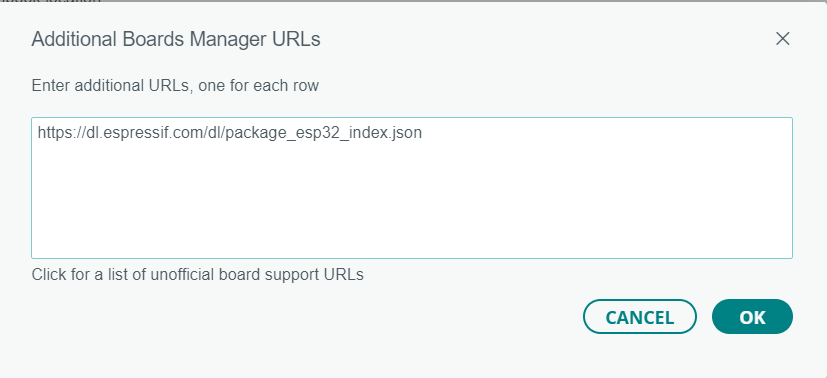 Additional Boards Manager URLs
Enter additional URLs, one for each row
https://dl.espressif.com/dl/package_esp32_index.json
Click for a list of unofficial board support URLs
CANCEL OK